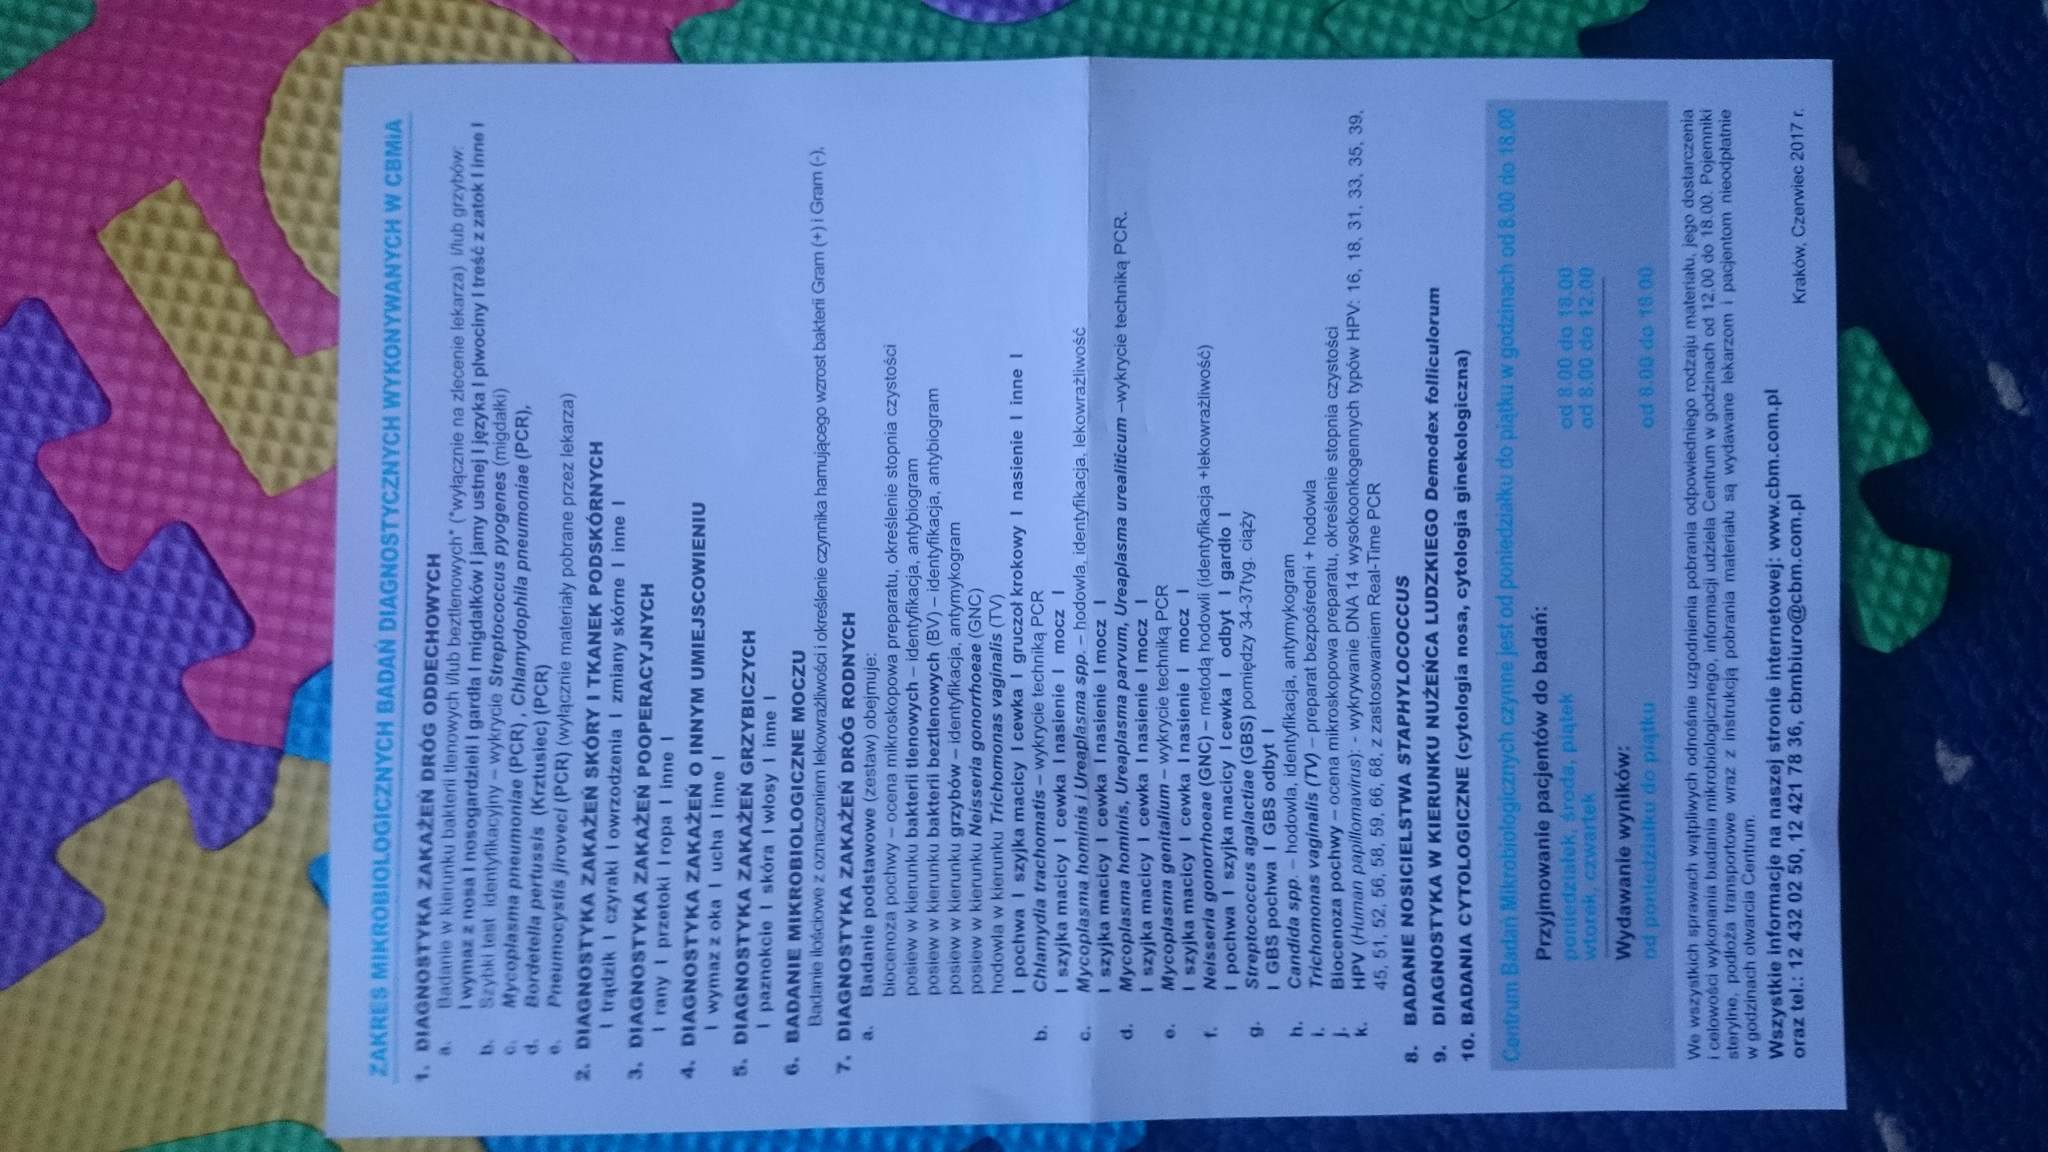 ZAKRES MIKROBIOLOGICZNYCH BADAŃ DIAGNOSTYCZNYCH WYKONYWANYCH W CBMiA
1. DIAGNOSTYKA ZAKAŻEŃ DRÓG ODDECHOWYCH
a. Badanie w kierunku bakterii tlenowych i/lub beztlenowych* (*wyłącznie na zlecenie lekarza) i/lub grzybów:
I wymaz z nosa I nosogardzieli I gardła I migdałków I jamy ustnej I języka I plwociny I treść z zatok I inne I
b. Szybki test identyfikacyjny – wykrycie Streptococcus pyogenes (migdałki)
c. Mycoplasma pneumoniae (PCR) , Chlamydophila pneumoniae (PCR),
d. Bordetella pertussis (Krztusiec) (PCR)
e. Pneumocystis jiroveci (PCR) (wyłącznie materiały pobrane przez lekarza)
2. DIAGNOSTYKA ZAKAŻEŃ SKÓRY I TKANEK PODSKÓRNYCH
I trądzik I czyraki I owrzodzenia I zmiany skórne I inne I
3. DIAGNOSTYKA ZAKAŻEŃ POOPERACYJNYCH
I rany I przetoki I ropa I inne I
4. DIAGNOSTYKA ZAKAŻEŃ O INNYM UMIEJSCOWIENIU
I wymaz z oka I ucha I inne I
5. DIAGNOSTYKA ZAKAŻEŃ GRZYBICZYCH
I paznokcie I skóra I włosy I inne I
6. BADANIE MIKROBIOLOGICZNE MOCZU
Badanie ilościowe z oznaczeniem lekowrażliwości i określenie czynnika hamującego wzrost bakterii Gram (+) i Gram (-).
7. DIAGNOSTYKA ZAKAŻEŃ DRÓG RODNYCH
a. Badanie podstawowe (zestaw) obejmuje:
biocenoza pochwy – ocena mikroskopowa preparatu, określenie stopnia czystości
posiew w kierunku bakterii tlenowych – identyfikacja, antybiogram
posiew w kierunku bakterii beztlenowych (BV) – identyfikacja, antybiogram
posiew w kierunku grzybów – identyfikacja, antymykogram
posiew w kierunku Neisseria gonorrhoeae (GNC)
hodowla w kierunku Trichomonas vaginalis (TV)
I pochwa I szyjka macicy I cewka I gruczoł krokowy I nasienie I inne I
b. Chlamydia trachomatis – wykrycie techniką PCR
I szyjka macicy I cewka I nasienie I mocz I
c. Mycoplasma hominis i Ureaplasma spp. – hodowla, identyfikacja, lekowrażliwość
I szyjka macicy I cewka I nasienie I mocz I
d. Mycoplasma hominis, Ureaplasma parvum, Ureaplasma urealiticum –wykrycie techniką PCR.
I szyjka macicy I cewka I nasienie I mocz I
e. Mycoplasma genitalium – wykrycie techniką PCR
I szyjka macicy I cewka I nasienie I mocz I
f. Neisseria gonorrhoeae (GNC) – metodą hodowli (identyfikacja +lekowrażliwość)
I pochwa I szyjka macicy I cewka I odbyt I gardło I
g. Streptococcus agalactiae (GBS) pomiędzy 34-37tyg. ciąży
I GBS pochwa I GBS odbyt I
h. Candida spp. – hodowla, identyfikacja, antymykogram
i. Trichomonas vaginalis (TV) – preparat bezpośredni + hodowla
j. Biocenoza pochwy – ocena mikroskopowa preparatu, określenie stopnia czystości
k. HPV (Human papillomavirus): - wykrywanie DNA 14 wysokoonkogennych typów HPV: 16, 18, 31, 33, 35, 39,
45, 51, 52, 56, 58, 59, 66, 68, z zastosowaniem Real-Time PCR
8. BADANIE NOSICIELSTWA STAPHYLOCOCCUS
9. DIAGNOSTYKA W KIERUNKU NUŻEŃCA LUDZKIEGO Demodex folliculorum
10. BADANIA CYTOLOGICZNE (cytologia nosa, cytologia ginekologiczna)
Centrum Badań Mikrobiologicznych czynne jest od poniedziałku do piątku w godzinach od 8.00 do 18.00
Przyjmowanie pacjentów do badań:
poniedziałek, środa, piątek od 8.00 do 18.00
wtorek, czwartek od 8.00 do 12.00
Wydawanie wyników:
od poniedziałku do piątku od 8.00 do 18.00
We wszystkich sprawach wątpliwych odnośnie uzgodnienia pobrania odpowiedniego rodzaju materiału, jego dostarczenia
i celowości wykonania badania mikrobiologicznego, informacji udziela Centrum w godzinach od 12.00 do 18.00. Pojemniki
sterylne, podłoża transportowe wraz z instrukcją pobrania materiału są wydawane lekarzom i pacjentom nieodpłatnie
w godzinach otwarcia Centrum.
Wszystkie informacje na naszej stronie internetowej: www.cbm.com.pl
oraz tel.: 12 432 02 50, 12 421 78 36, cbmbiuro@cbm.com.pl
Kraków, Czerwiec 2017 r.